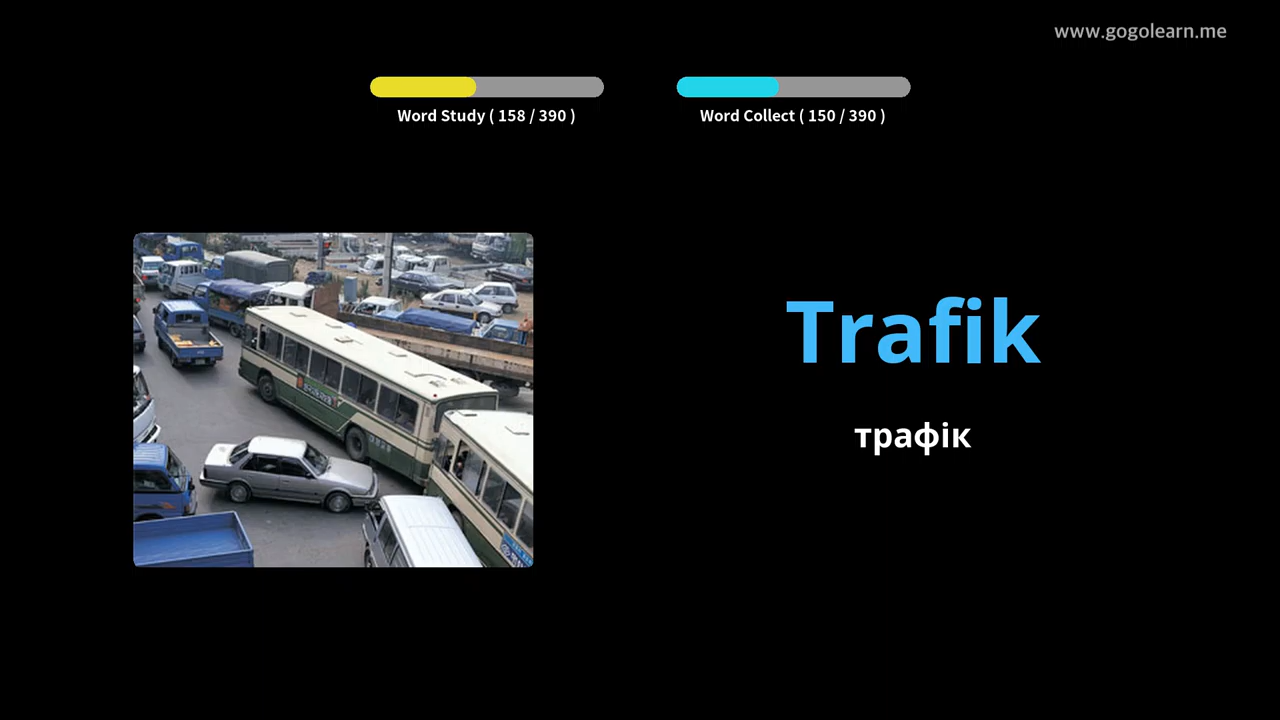 www.gogolearn.me
Word Study ( 158 / 390 )
Word Collect ( 150 / 390 )
Trafik
трафік